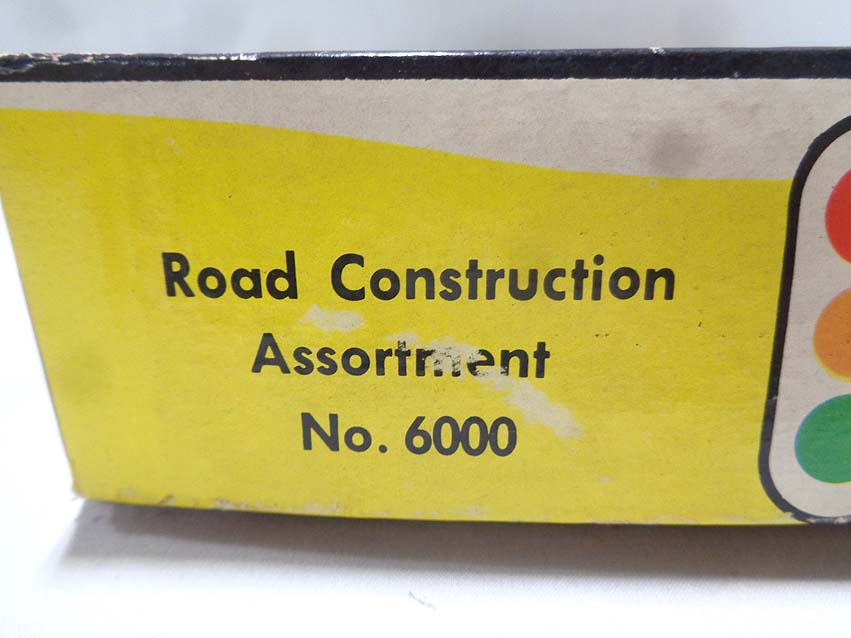 Road Construction
Assortment
No. 6000